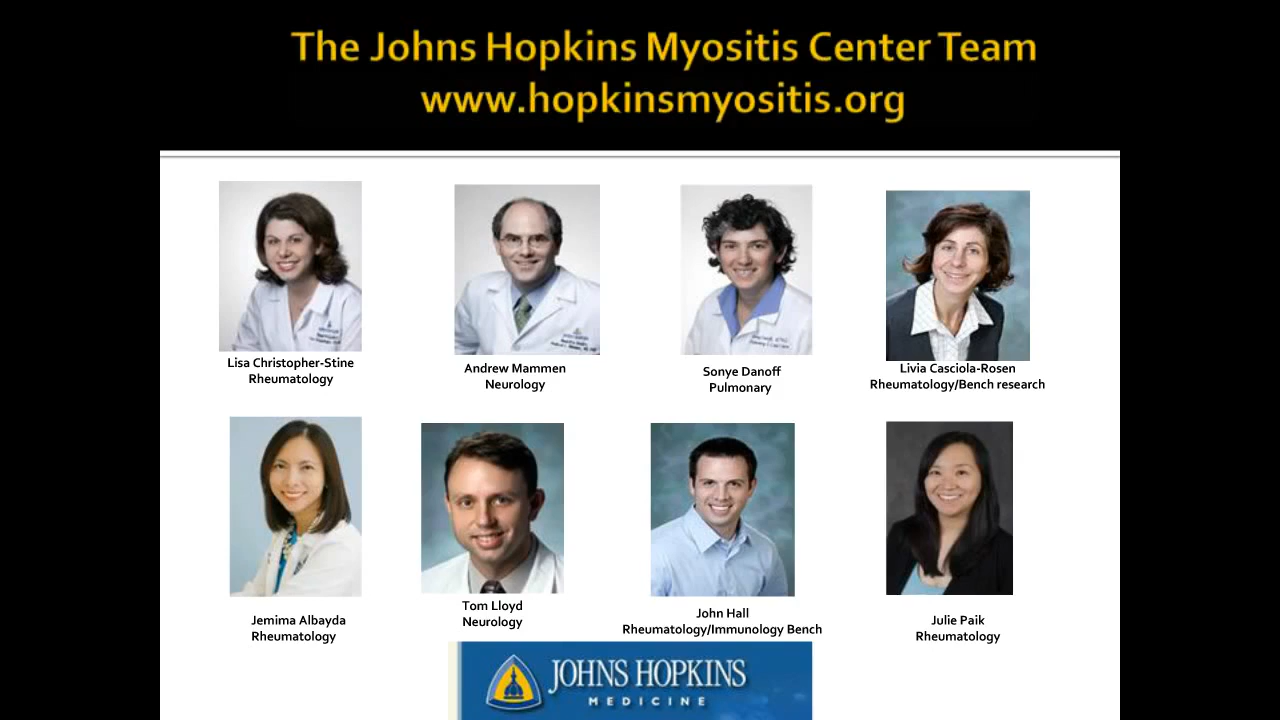 The Johns Hopkins Myositis Center Team
www.hopkinsmyositis.org
Lisa Christopher-Stine
Rheumatology
Andrew Mammen
Neurology
Sonye Danoff
Pulmonary
Livia Casciola-Rosen
Rheumatology/Bench research
Jemima Albayda
Rheumatology
Tom Lloyd
Neurology
John Hall
Rheumatology/Immunology Bench
Julie Paik
Rheumatology
JOHNS HOPKINS
MEDICINE